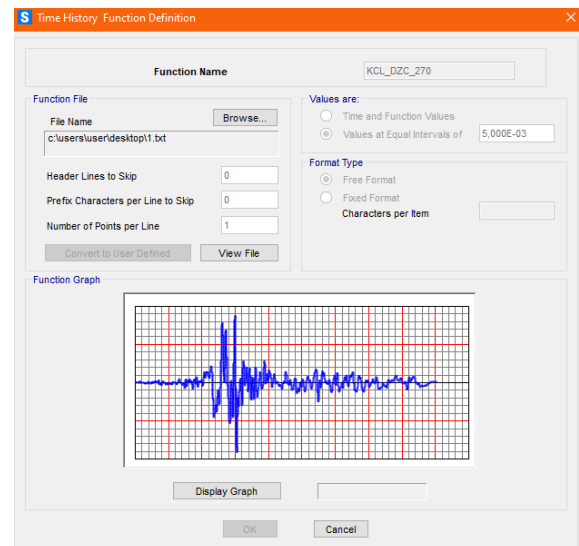 S Time History Function Definition
Function Name KCL_DZC_270
Function File
File Name Browse...
c:\users\user\desktop\1.txt
Header Lines to Skip 0
Prefix Characters per Line to Skip 0
Number of Points per Line 1
Convert to User Defined View File
Values are:
Time and Function Values
Values at Equal Intervals of 5,000E-03
Format Type
Free Format
Fixed Format
Characters per Item
Function Graph
Display Graph
OK Cancel